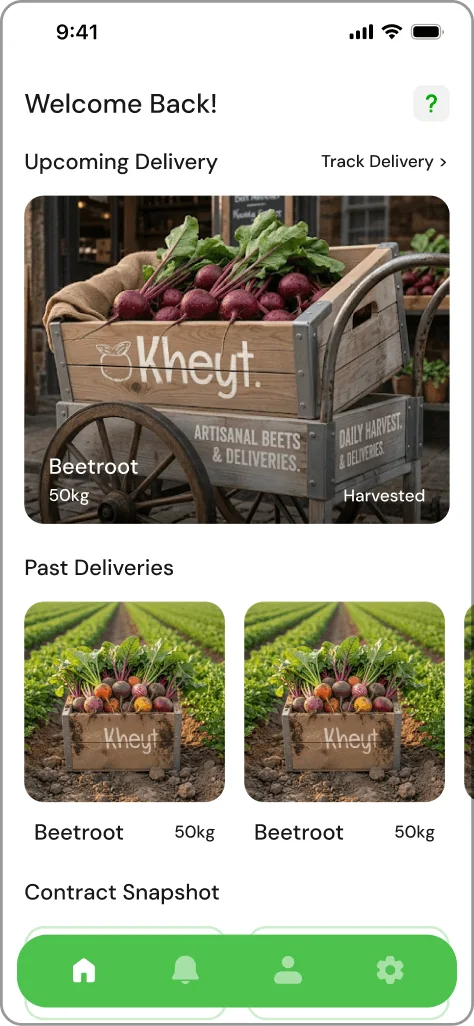 9:41
Welcome Back!
?
Upcoming Delivery
Track Delivery >
Kheyt.
ARTISANAL BEETS
& DELIVERIES.
DAILY HARVEST.
& DELIVERIES.
Beetroot
50kg
Harvested
Past Deliveries
Kheyt
Kheyt
Beetroot 50kg
Beetroot 50kg
Contract Snapshot